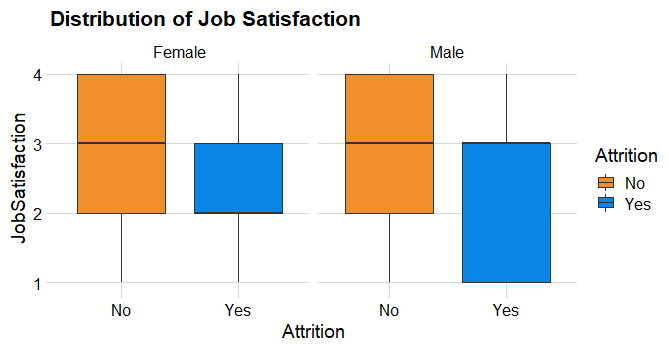 Distribution of Job Satisfaction
Female
Male
JobSatisfaction
4
3
2
1
No
Yes
No
Yes
Attrition
Attrition
No
Yes